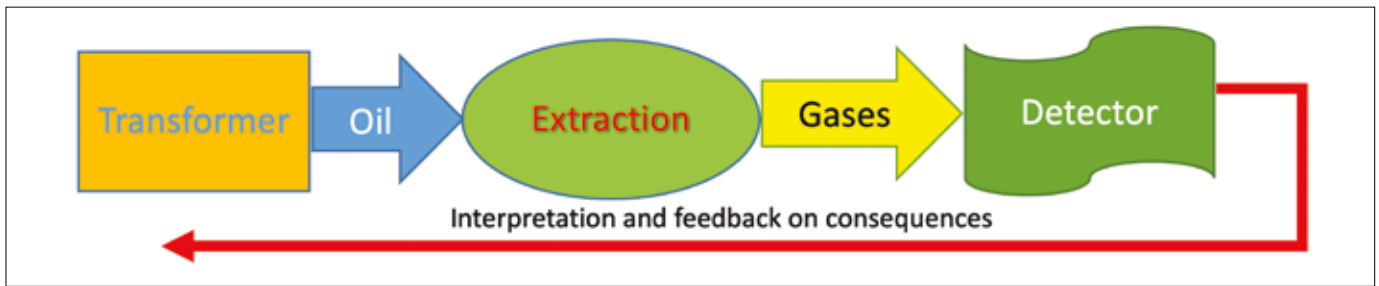 Transformer
Oil
Extraction
Gases
Detector
Interpretation and feedback on consequences